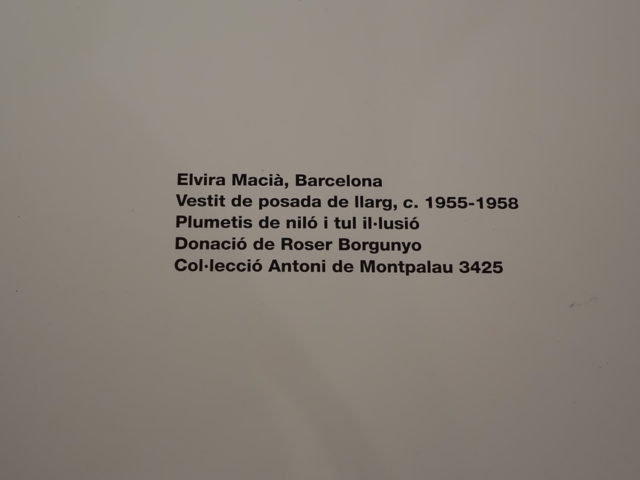 Elvira Macià, Barcelona
Vestit de posada de llarg, c. 1955-1958
Plumetis de niló i tul il·lusió
Donació de Roser Borgunyo
Col·lecció Antoni de Montpalau 3425